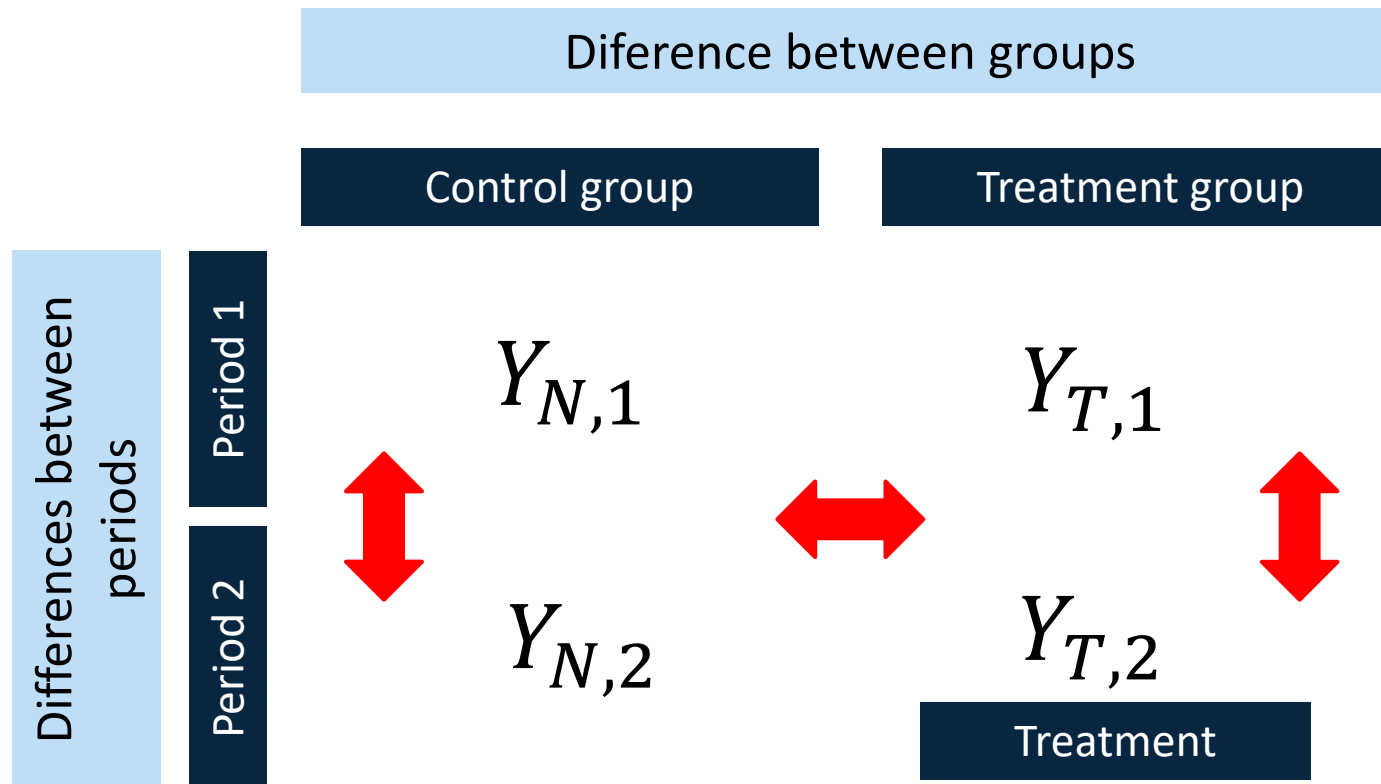 Diference between groups
Control group
Treatment group
Differences between
periods
Period 1
Y_{N,1}
Y_{T,1}
Period 2
Y_{N,2}
Y_{T,2}
Treatment